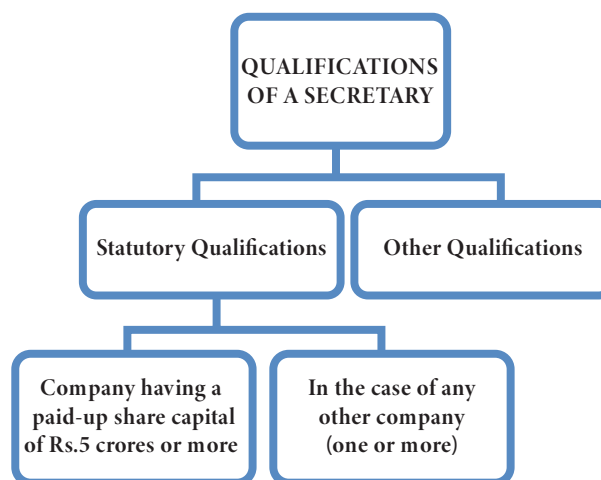 QUALIFICATIONS
OF A SECRETARY
Statutory Qualifications
Other Qualifications
Company having a
paid-up share capital
of Rs.5 crores or more
In the case of any
other company
(one or more)